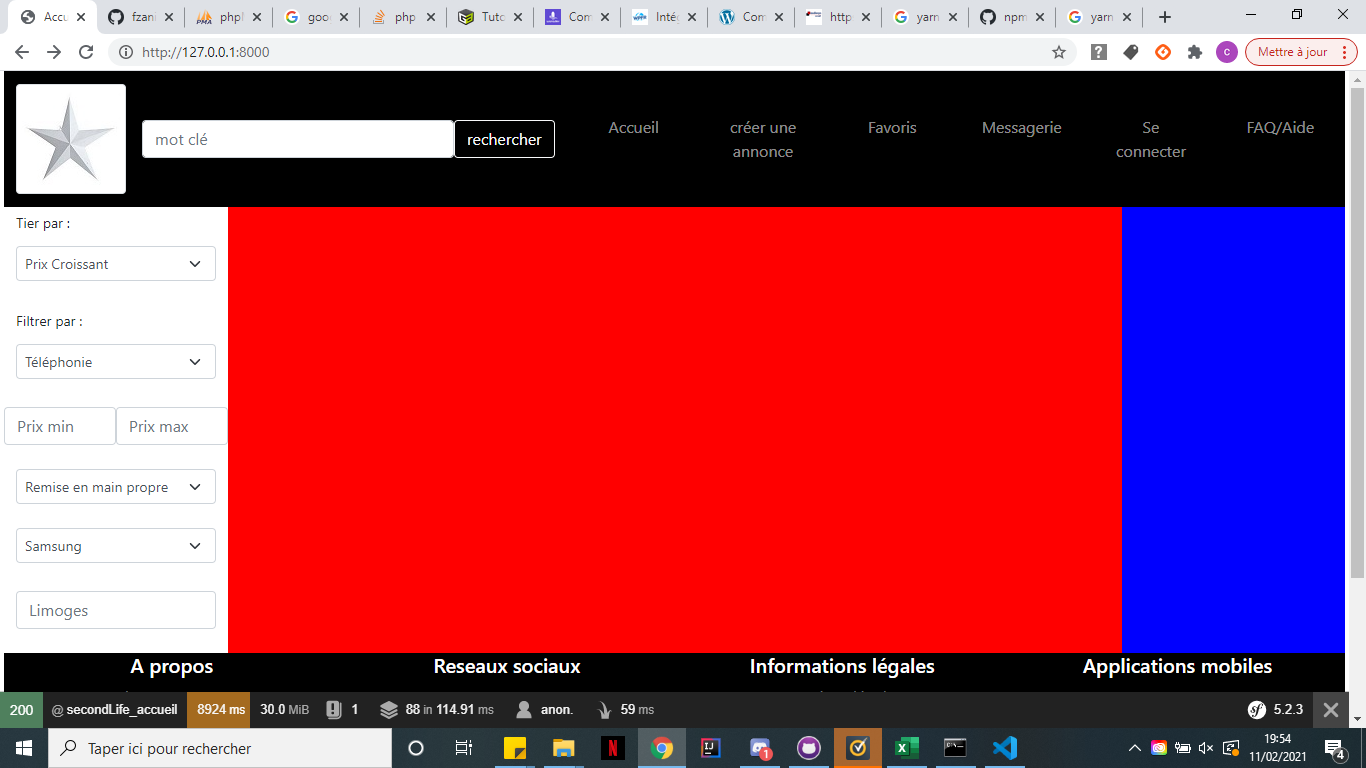 Accu
fzani
phpl
goog
php
Tuto
Com
Inté
Com
http
yarn
npm
yarn
http://127.0.0.1:8000
C
Mettre à jour
mot clé
rechercher
Accueil
créer une
annonce
Favoris
Messagerie
Se
connecter
FAQ/Aide
Tier par :
Prix Croissant
Filtrer par :
Téléphonie
Prix min
Prix max
Remise en main propre
Samsung
Limoges
A propos
Reseaux sociaux
Informations légales
Applications mobiles
200
@ secondLife_accueil
8924 ms
30.0 MiB
1
88 in 114.91 ms
anon.
59 ms
sf
5.2.3
Taper ici pour rechercher
19:54
11/02/2021
4